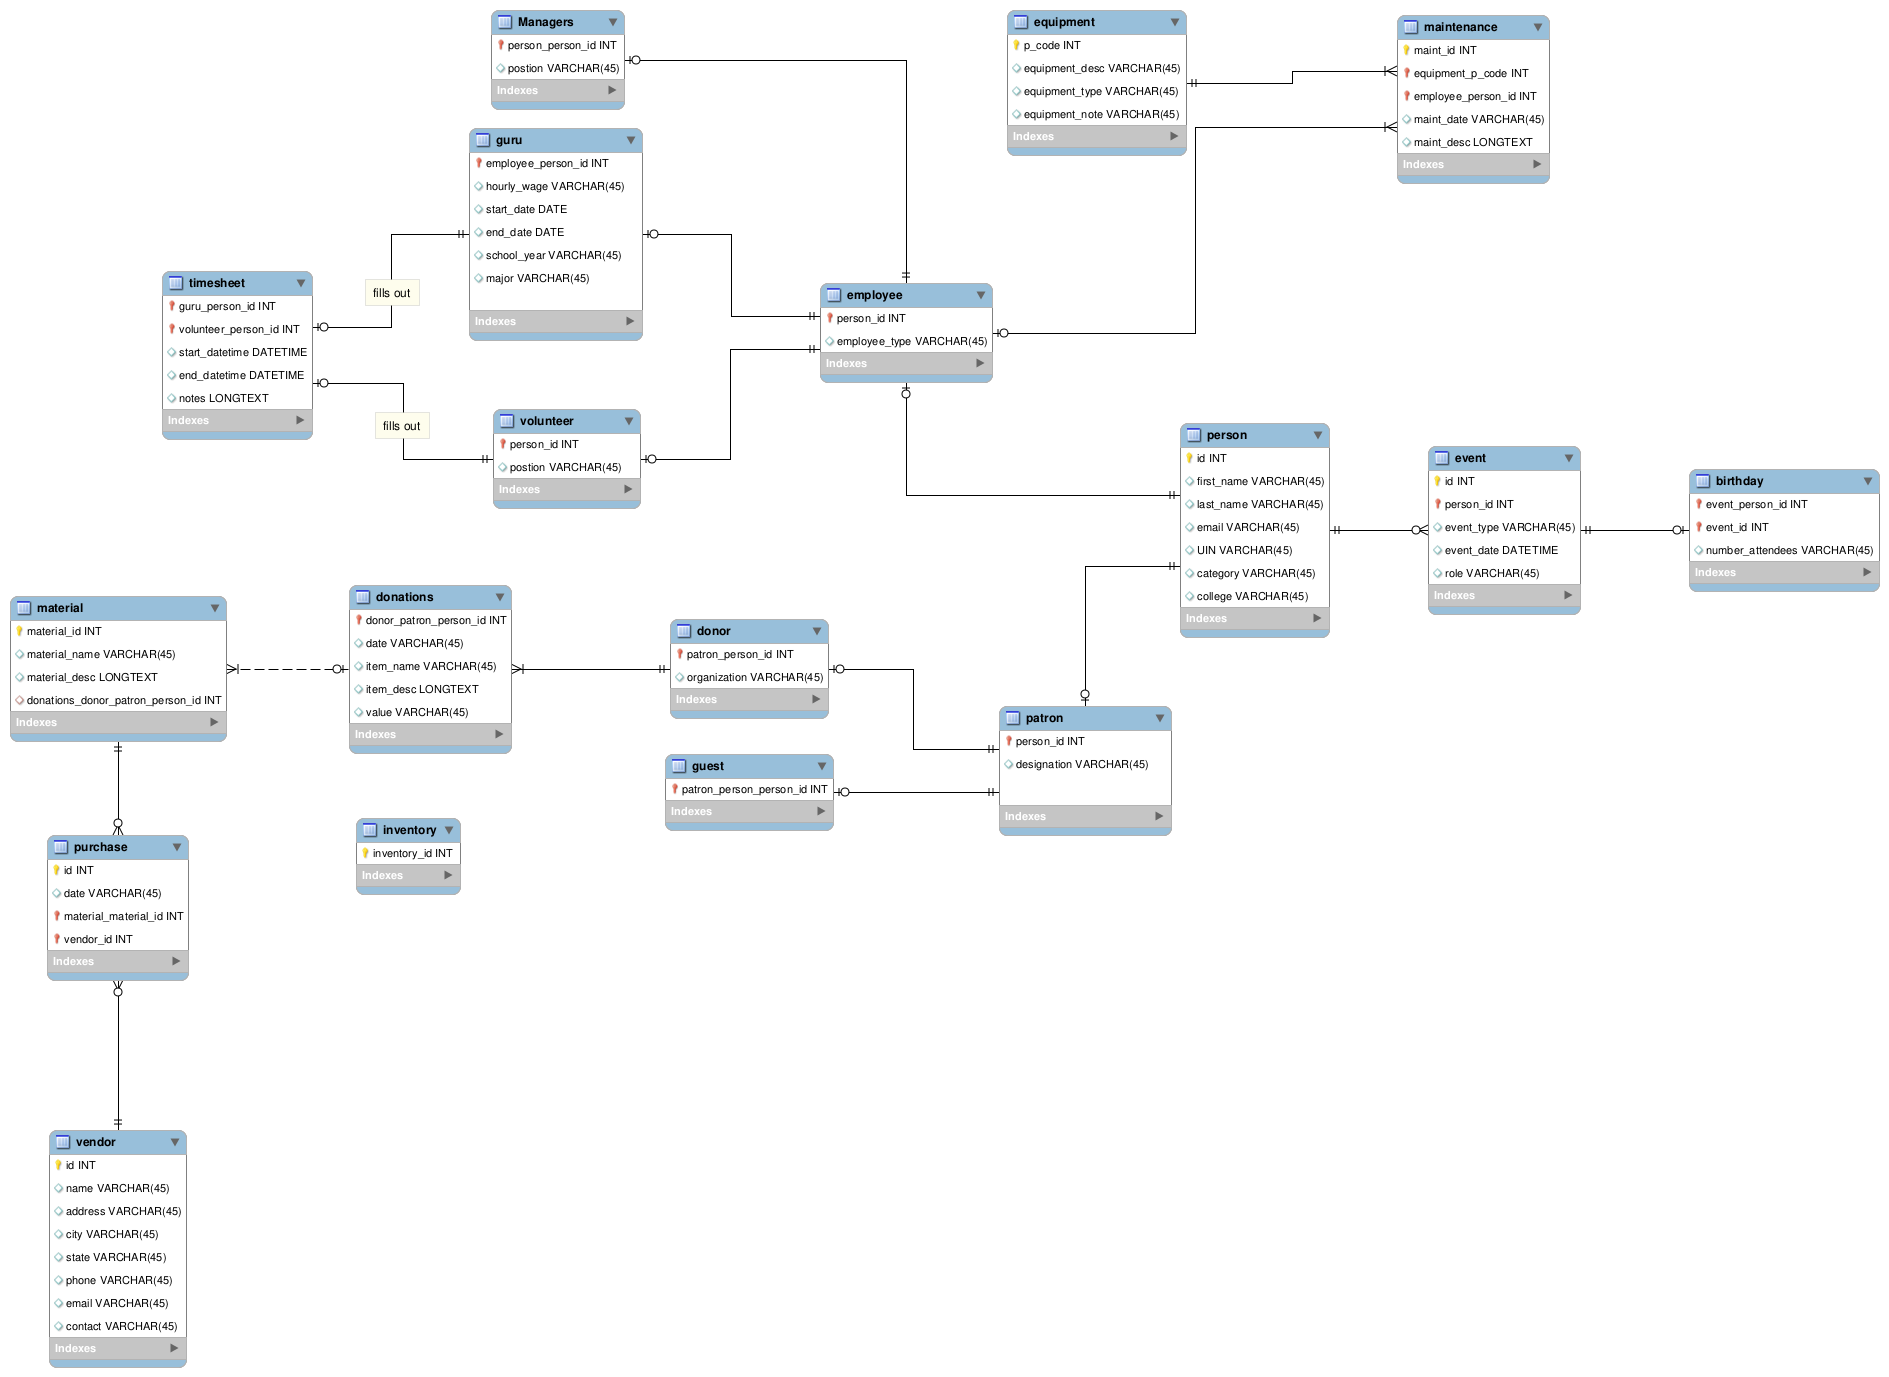 Managers
person_person_id INT
postion VARCHAR(45)
Indexes
equipment
p_code INT
equipment_desc VARCHAR(45)
equipment_type VARCHAR(45)
equipment_note VARCHAR(45)
Indexes
maintenance
maint_id INT
equipment_p_code INT
employee_person_id INT
maint_date VARCHAR(45)
maint_desc LONGTEXT
Indexes
guru
employee_person_id INT
hourly_wage VARCHAR(45)
start_date DATE
end_date DATE
school_year VARCHAR(45)
major VARCHAR(45)
Indexes
fills out
timesheet
guru_person_id INT
volunteer_person_id INT
start_datetime DATETIME
end_datetime DATETIME
notes LONGTEXT
Indexes
fills out
employee
person_id INT
employee_type VARCHAR(45)
Indexes
volunteer
person_id INT
postion VARCHAR(45)
Indexes
person
id INT
first_name VARCHAR(45)
last_name VARCHAR(45)
email VARCHAR(45)
UIN VARCHAR(45)
category VARCHAR(45)
college VARCHAR(45)
Indexes
event
id INT
person_id INT
event_type VARCHAR(45)
event_date DATETIME
role VARCHAR(45)
Indexes
birthday
event_person_id INT
event_id INT
number_attendees VARCHAR(45)
Indexes
material
material_id INT
material_name VARCHAR(45)
material_desc LONGTEXT
donations_donor_patron_person_id INT
Indexes
donations
donor_patron_person_id INT
date VARCHAR(45)
item_name VARCHAR(45)
item_desc LONGTEXT
value VARCHAR(45)
Indexes
donor
patron_person_id INT
organization VARCHAR(45)
Indexes
patron
person_id INT
designation VARCHAR(45)
Indexes
guest
patron_person_person_id INT
Indexes
inventory
inventory_id INT
Indexes
purchase
id INT
date VARCHAR(45)
material_material_id INT
vendor_id INT
Indexes
vendor
id INT
name VARCHAR(45)
address VARCHAR(45)
city VARCHAR(45)
state VARCHAR(45)
phone VARCHAR(45)
email VARCHAR(45)
contact VARCHAR(45)
Indexes